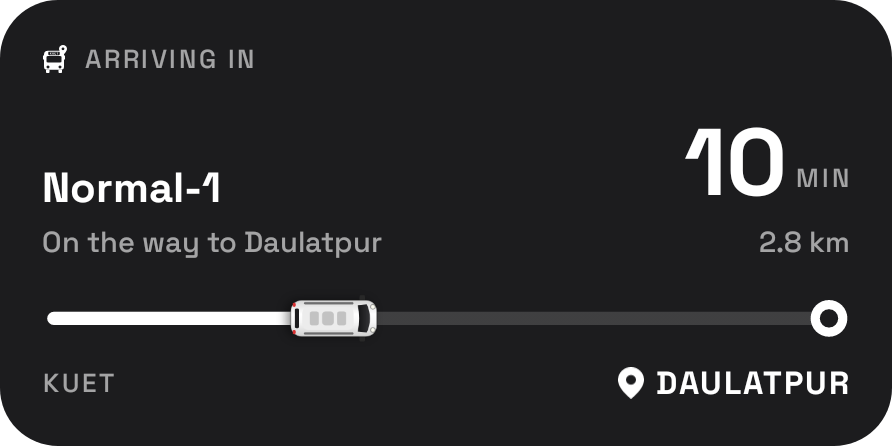 ARRIVING IN
10 MIN
Normal-1
On the way to Daulatpur
2.8 km
KUET
DAULATPUR